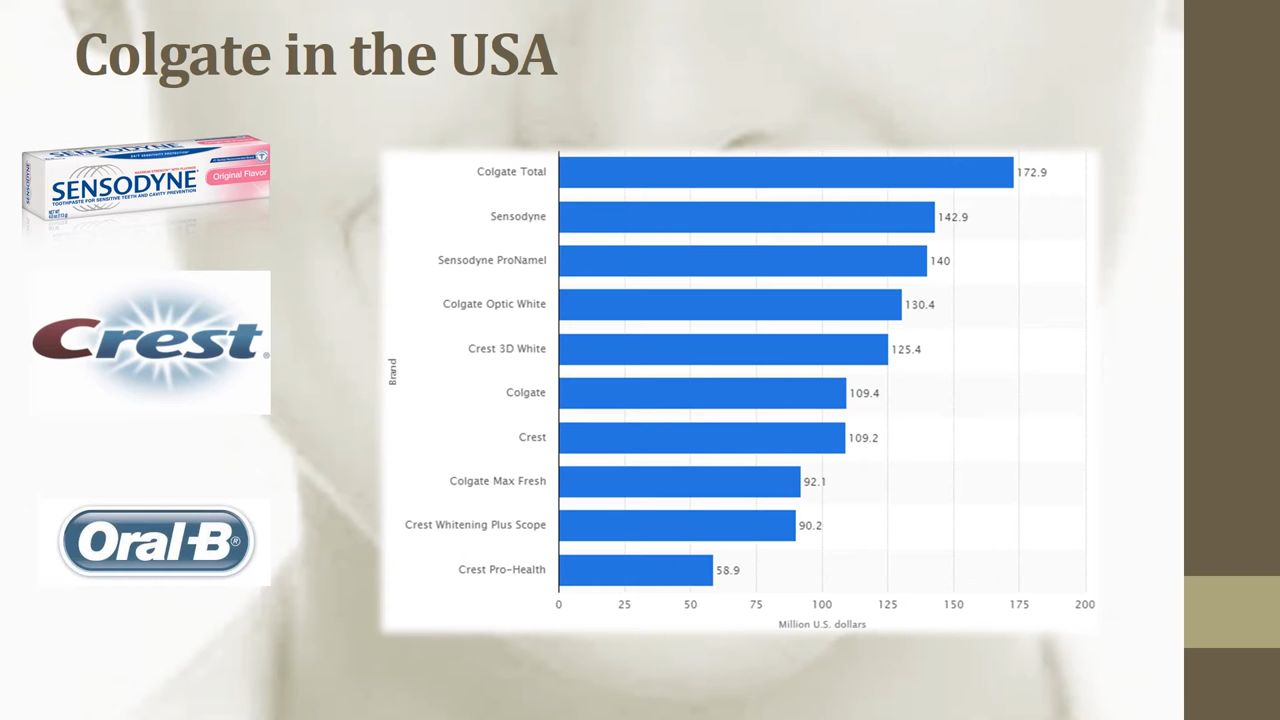 Colgate in the USA
SENSODYNE
SENSODYNE
Original Flavor
TOOTHPASTE FOR SENSITIVE TEETH AND CAVITY PREVENTION
Crest®
Oral-B®
Brand
Colgate Total 172.9
Sensodyne 142.9
Sensodyne ProNamel 140
Colgate Optic White 130.4
Crest 3D White 125.4
Colgate 109.4
Crest 109.2
Colgate Max Fresh 92.1
Crest Whitening Plus Scope 90.2
Crest Pro-Health 58.9
0 25 50 75 100 125 150 175 200
Million U.S. dollars